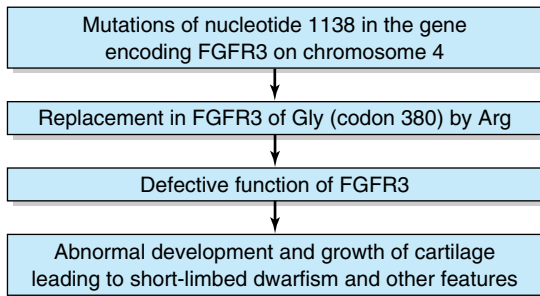 Mutations of nucleotide 1138 in the gene
encoding FGFR3 on chromosome 4
Replacement in FGFR3 of Gly (codon 380) by Arg
Defective function of FGFR3
Abnormal development and growth of cartilage
leading to short-limbed dwarfism and other features